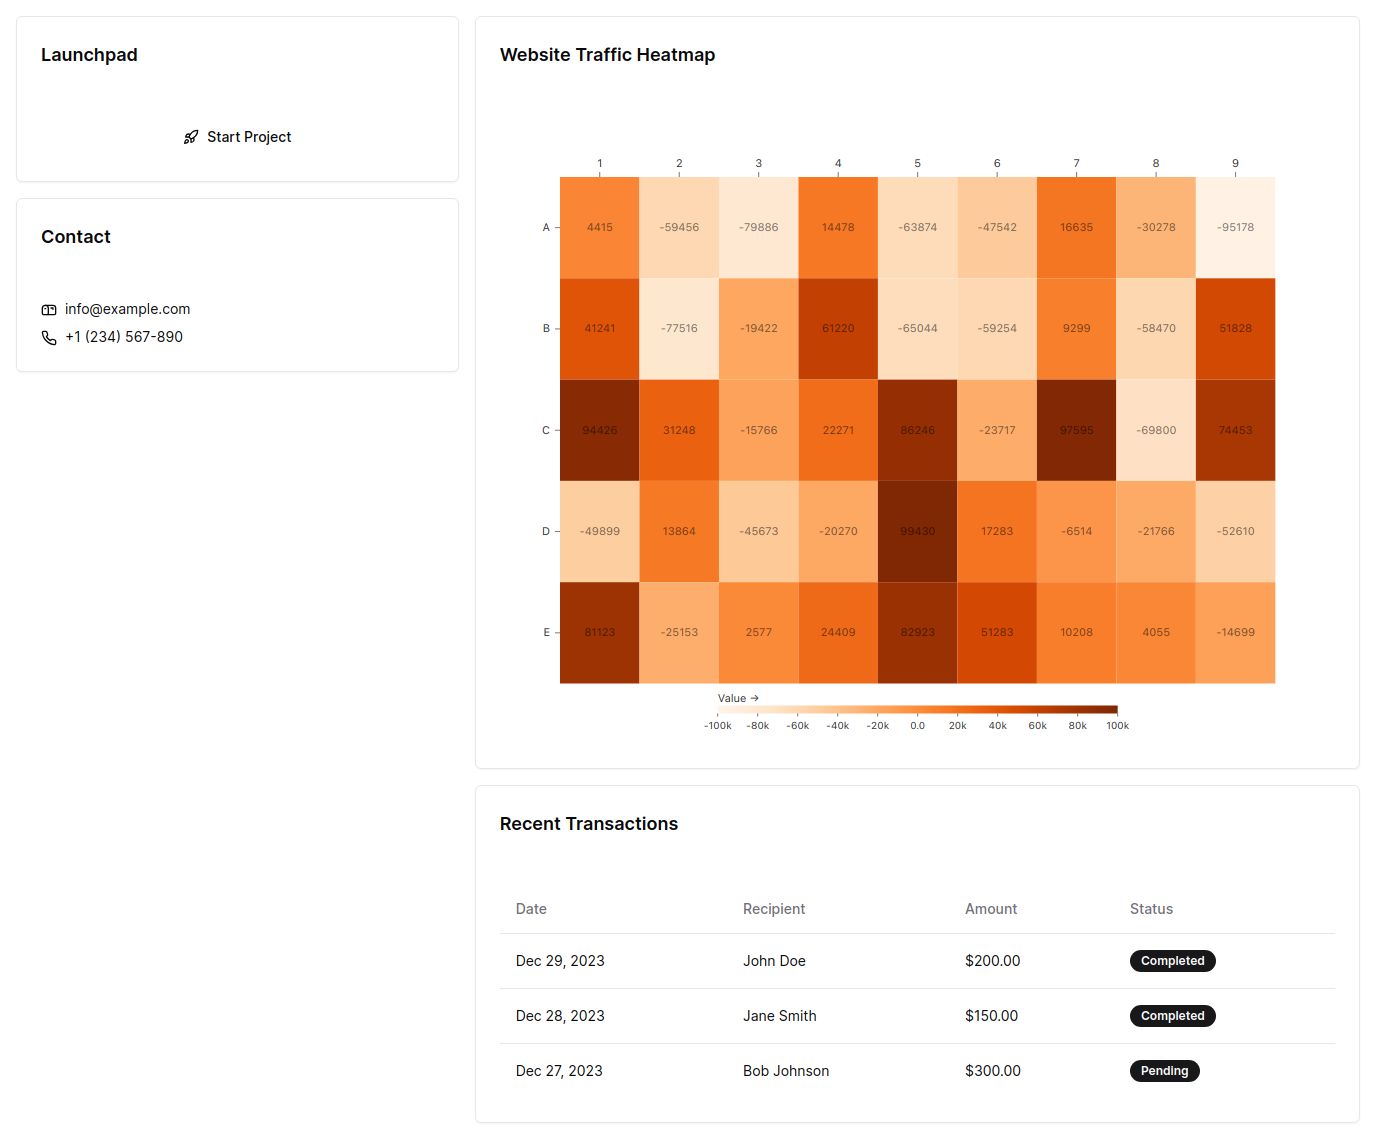 Launchpad
Start Project
Contact
info@example.com
+1 (234) 567-890
Website Traffic Heatmap
1 2 3 4 5 6 7 8 9
A 4415 -59456 -79886 14478 -63874 -47542 16635 -30278 -95178
B 41241 -77516 -19422 61220 -65044 -59254 9299 -58470 51828
C 94426 31248 -15766 22271 86246 -23717 97595 -69800 74453
D -49899 13864 -45673 -20270 99430 17283 -6514 -21766 -52610
E 81123 -25153 2577 24409 82923 51283 10208 4055 -14699
Value →
-100k -80k -60k -40k -20k 0.0 20k 40k 60k 80k 100k
Recent Transactions
Date Recipient Amount Status
Dec 29, 2023 John Doe $200.00 Completed
Dec 28, 2023 Jane Smith $150.00 Completed
Dec 27, 2023 Bob Johnson $300.00 Pending